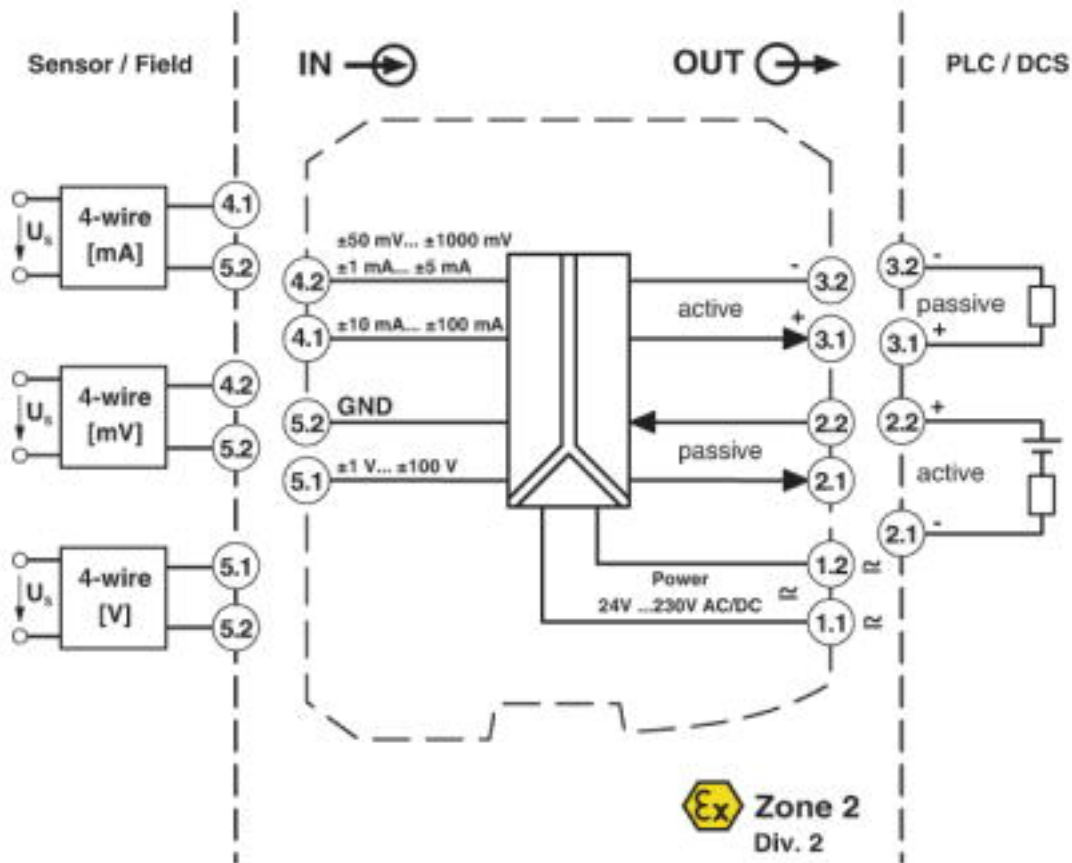 Sensor / Field
IN
OUT
PLC / DCS
4-wire
[mA]
Us
4.1
5.2
4-wire
[mV]
Us
4.2
5.2
4-wire
[V]
Us
5.1
5.2
±50 mV... ±1000 mV
4.2
±1 mA... ±5 mA
4.1
±10 mA... ±100 mA
5.2
GND
5.1
±1 V... ±100 V
-
3.2
active
+
3.1
2.2
passive
2.1
1.2
Power
24V ...230V AC/DC
1.1
3.2 -
passive
3.1 +
2.2 +
active
2.1 -
Ex Zone 2
Div. 2